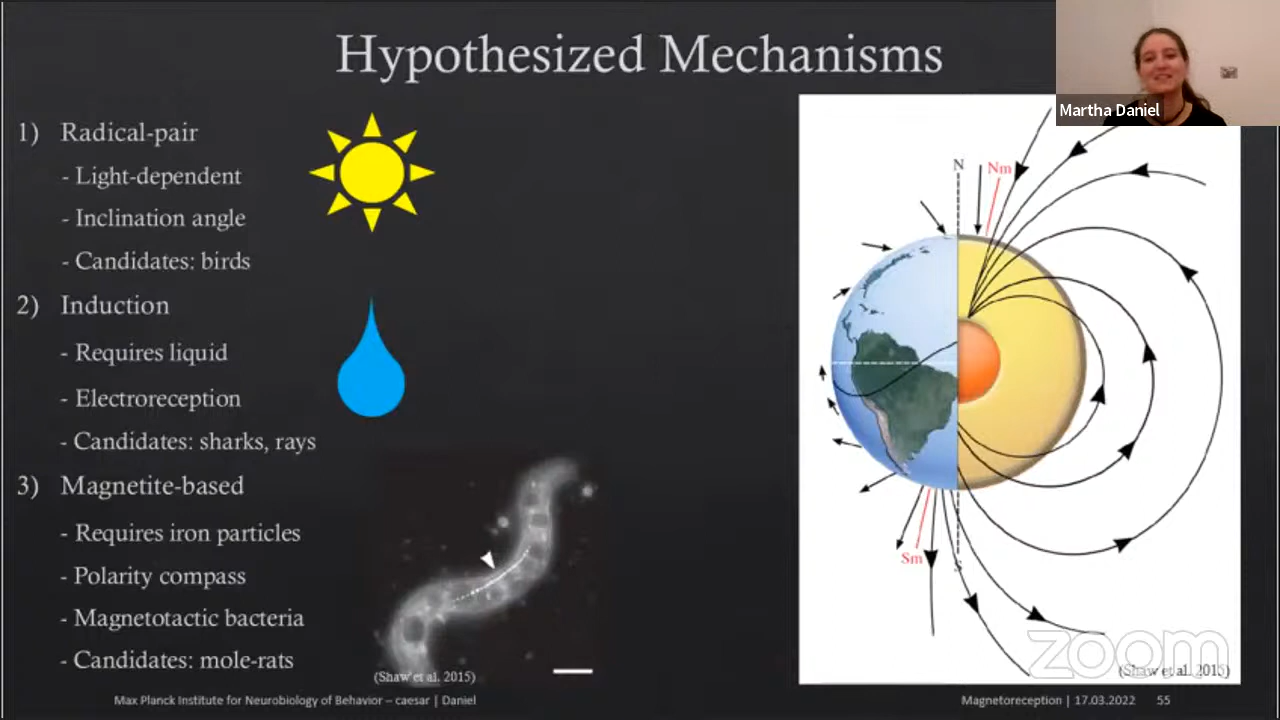 Hypothesized Mechanisms
Martha Daniel
1) Radical-pair
- Light-dependent
- Inclination angle
- Candidates: birds
2) Induction
- Requires liquid
- Electroreception
- Candidates: sharks, rays
3) Magnetite-based
- Requires iron particles
- Polarity compass
- Magnetotactic bacteria
- Candidates: mole-rats
(Shaw et al. 2015)
N
Nm
Sm
S
zoom
(Shaw et al. 2015)
Max Planck Institute for Neurobiology of Behavior – caesar | Daniel
Magnetoreception | 17.03.2022 55